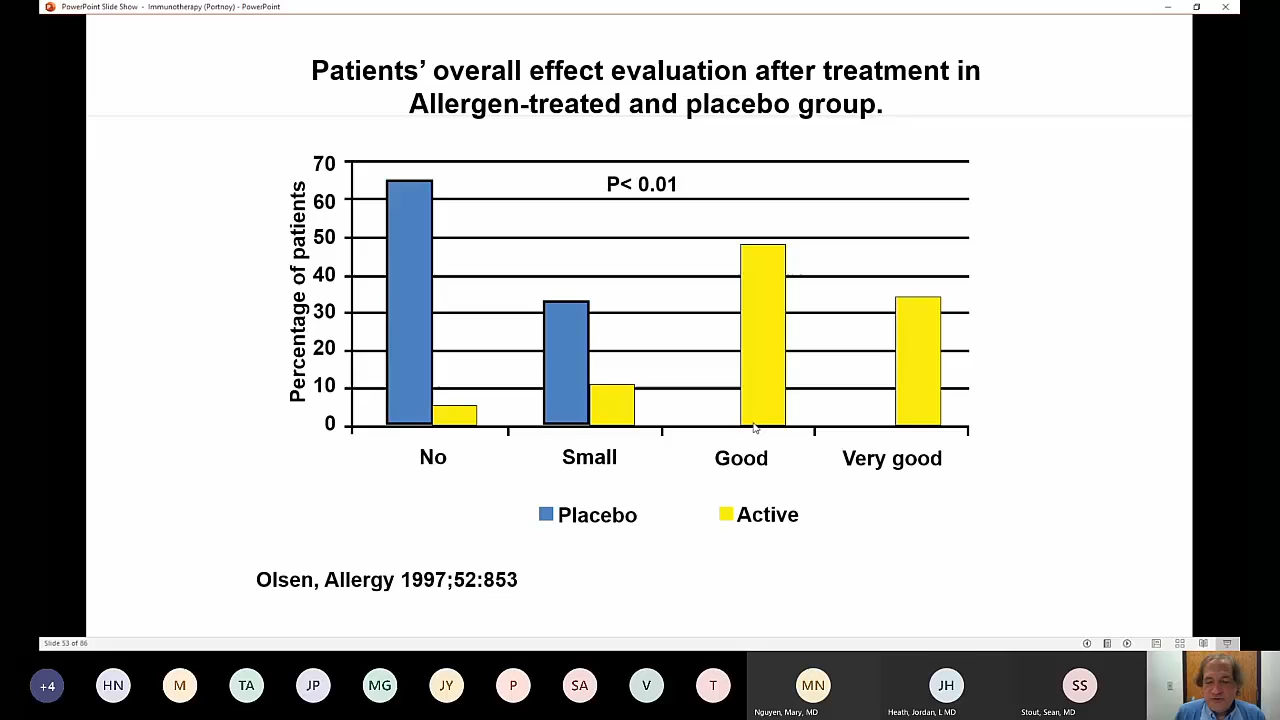 PowerPoint Slide Show - Immunotherapy (Portnoy) - PowerPoint
Patients’ overall effect evaluation after treatment in
Allergen-treated and placebo group.
Percentage of patients
70
60
50
40
30
20
10
0
P< 0.01
No Small Good Very good
Placebo Active
Olsen, Allergy 1997;52:853
Slide 53 of 86
+4 HN M TA JP MG JY P SA V T MN JH SS
Nguyen, Mary, MD Heath, Jordan, L MD Stout, Sean, MD